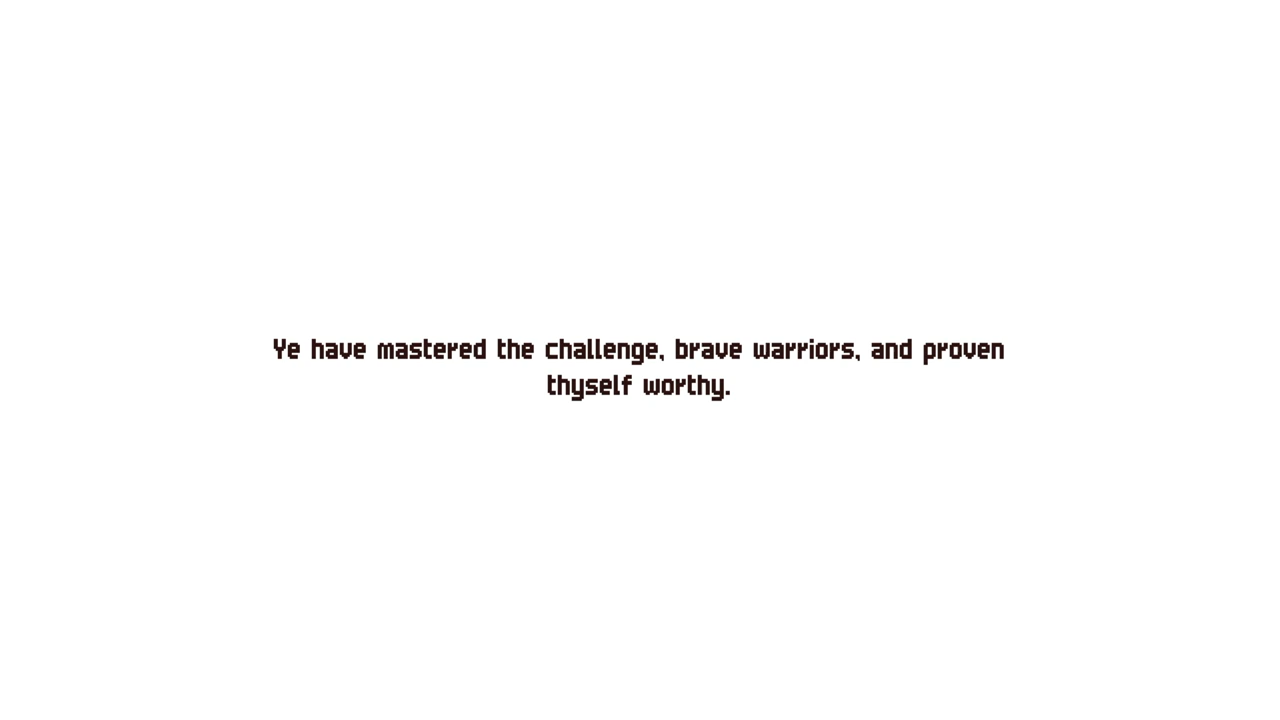 Ye have mastered the challenge, brave warriors, and proven
thyself worthy.